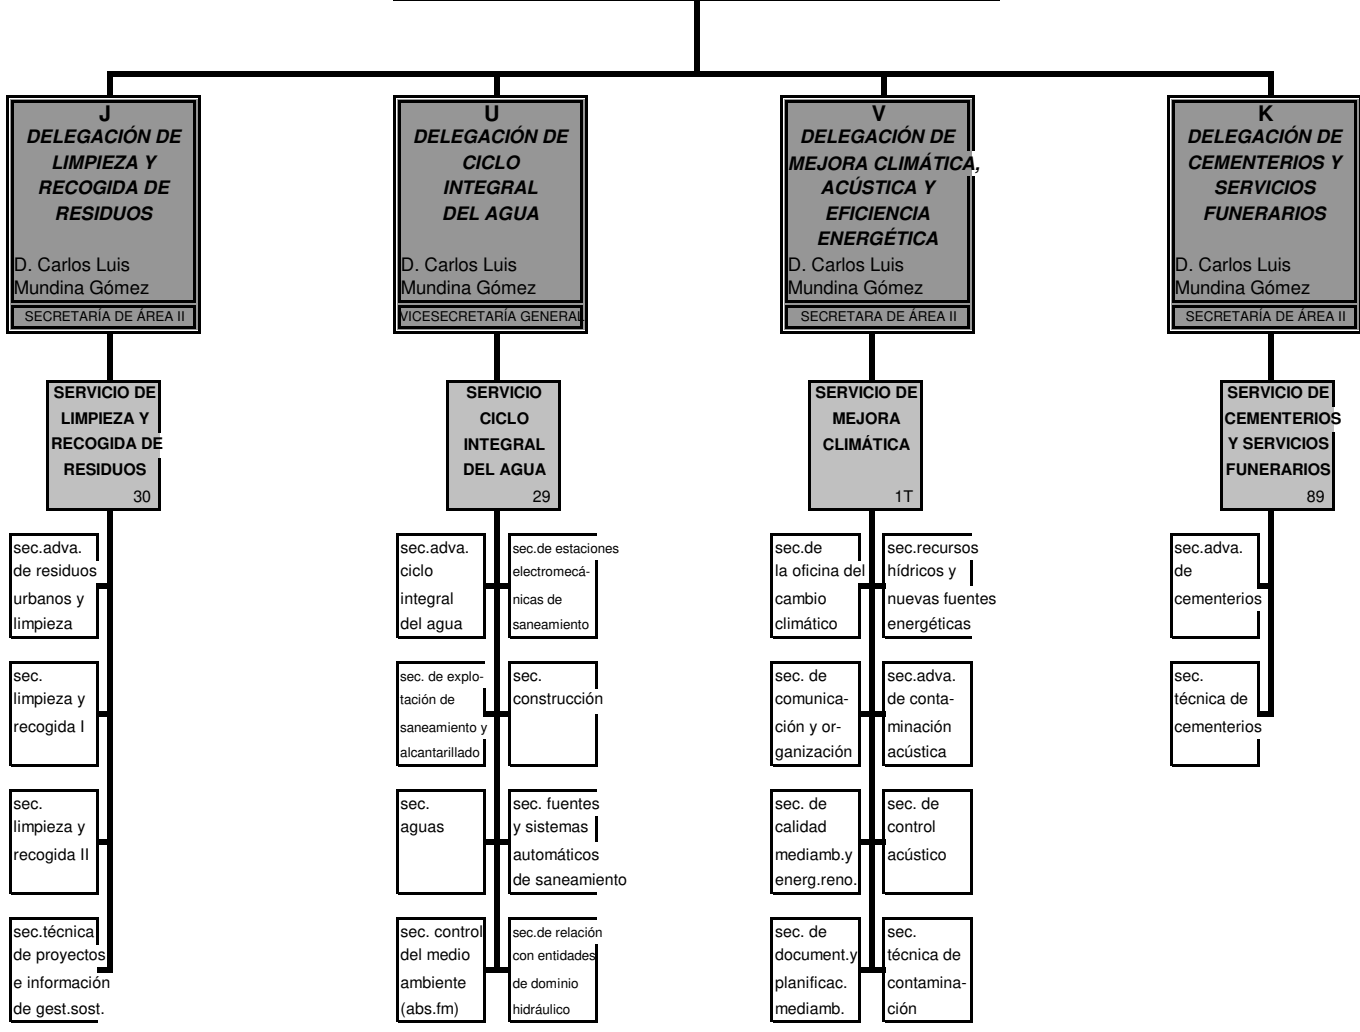 J
DELEGACIÓN DE
LIMPIEZA Y
RECOGIDA DE
RESIDUOS
D. Carlos Luis
Mundina Gómez
SECRETARÍA DE ÁREA II
U
DELEGACIÓN DE
CICLO
INTEGRAL
DEL AGUA
D. Carlos Luis
Mundina Gómez
VICESECRETARÍA GENERAL
V
DELEGACIÓN DE
MEJORA CLIMÁTICA,
ACÚSTICA Y
EFICIENCIA
ENERGÉTICA
D. Carlos Luis
Mundina Gómez
SECRETARA DE ÁREA II
K
DELEGACIÓN DE
CEMENTERIOS Y
SERVICIOS
FUNERARIOS
D. Carlos Luis
Mundina Gómez
SECRETARÍA DE ÁREA II
SERVICIO DE
LIMPIEZA Y
RECOGIDA DE
RESIDUOS
30
SERVICIO
CICLO
INTEGRAL
DEL AGUA
29
SERVICIO DE
MEJORA
CLIMÁTICA
1T
SERVICIO DE
CEMENTERIOS
Y SERVICIOS
FUNERARIOS
89
sec.adva.
de residuos
urbanos y
limpieza
sec.adva.
ciclo
integral
del agua
sec.de estaciones
electromecá-
nicas de
saneamiento
sec.de
la oficina del
cambio
climático
sec.recursos
hídricos y
nuevas fuentes
energéticas
sec.adva.
de
cementerios
sec.
limpieza y
recogida I
sec. de explo-
tación de
saneamiento y
alcantarillado
sec.
construcción
sec. de
comunica-
ción y or-
ganización
sec.adva.
de conta-
minación
acústica
sec.
técnica de
cementerios
sec.
limpieza y
recogida II
sec.
aguas
sec. fuentes
y sistemas
automáticos
de saneamiento
sec. de
calidad
mediamb.y
energ.reno.
sec. de
control
acústico
sec.técnica
de proyectos
e información
de gest.sost.
sec. control
del medio
ambiente
(abs.fm)
sec.de relación
con entidades
de dominio
hidráulico
sec. de
document.y
planificac.
mediamb.
sec.
técnica de
contamina-
ción